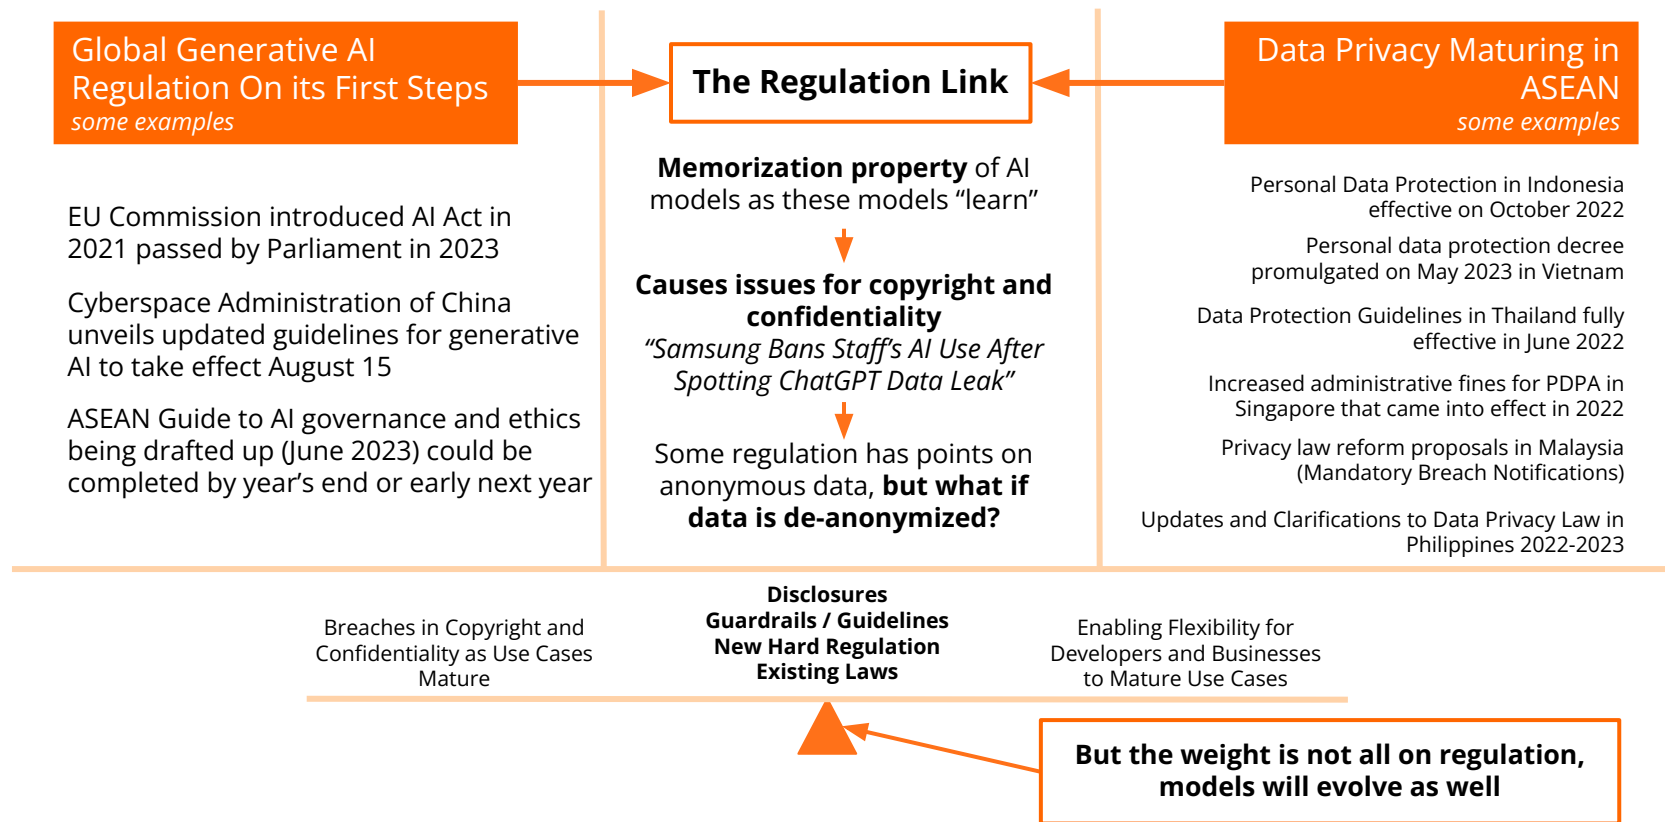 Global Generative AI
Regulation On its First Steps
some examples
EU Commission introduced AI Act in
2021 passed by Parliament in 2023
Cyberspace Administration of China
unveils updated guidelines for generative
AI to take effect August 15
ASEAN Guide to AI governance and ethics
being drafted up (June 2023) could be
completed by year’s end or early next year
The Regulation Link
Memorization property of AI
models as these models “learn”
Causes issues for copyright and
confidentiality
“Samsung Bans Staff’s AI Use After
Spotting ChatGPT Data Leak”
Some regulation has points on
anonymous data, but what if
data is de-anonymized?
Data Privacy Maturing in
ASEAN
some examples
Personal Data Protection in Indonesia
effective on October 2022
Personal data protection decree
promulgated on May 2023 in Vietnam
Data Protection Guidelines in Thailand fully
effective in June 2022
Increased administrative fines for PDPA in
Singapore that came into effect in 2022
Privacy law reform proposals in Malaysia
(Mandatory Breach Notifications)
Updates and Clarifications to Data Privacy Law in
Philippines 2022-2023
Breaches in Copyright and
Confidentiality as Use Cases
Mature
Disclosures
Guardrails / Guidelines
New Hard Regulation
Existing Laws
Enabling Flexibility for
Developers and Businesses
to Mature Use Cases
But the weight is not all on regulation,
models will evolve as well